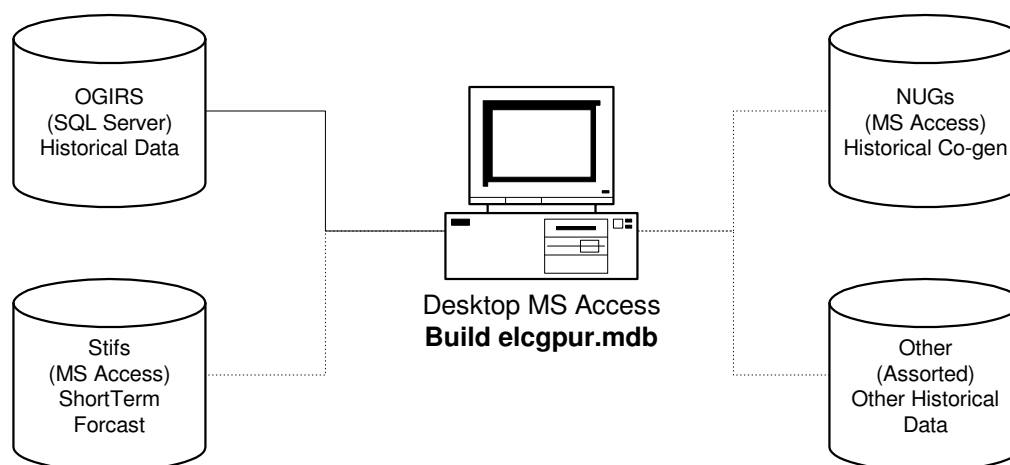 OGIRS
(SQL Server)
Historical Data
NUGs
(MS Access)
Historical Co-gen
Desktop MS Access
Build elcgpur.mdb
Stifs
(MS Access)
ShortTerm
Forcast
Other
(Assorted)
Other Historical
Data